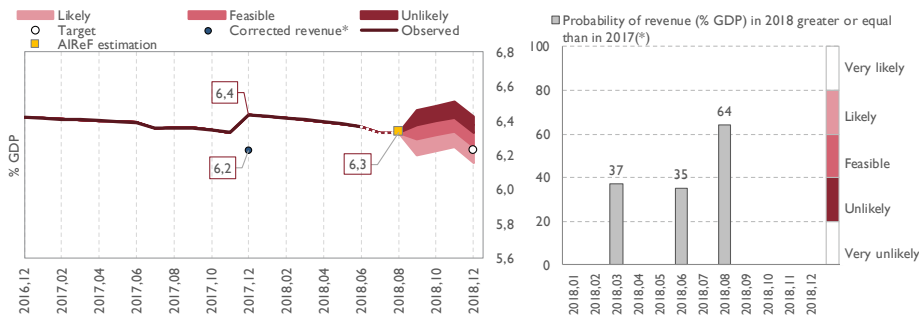 Likely
Feasible
Unlikely
Target
Corrected revenue*
Observed
AIReF estimation
% GDP
6,8
6,6
6,4
6,2
6,0
5,8
5,6
6,4
6,2
6,3
2016,12
2017,02
2017,04
2017,06
2017,08
2017,10
2017,12
2018,02
2018,04
2018,06
2018,08
2018,10
2018,12
Probability of revenue (% GDP) in 2018 greater or equal
than in 2017(*)
100
80
60
40
20
0
37
35
64
2018,01
2018,02
2018,03
2018,04
2018,05
2018,06
2018,07
2018,08
2018,09
2018,10
2018,11
2018,12
Very likely
Likely
Feasible
Unlikely
Very unlikely